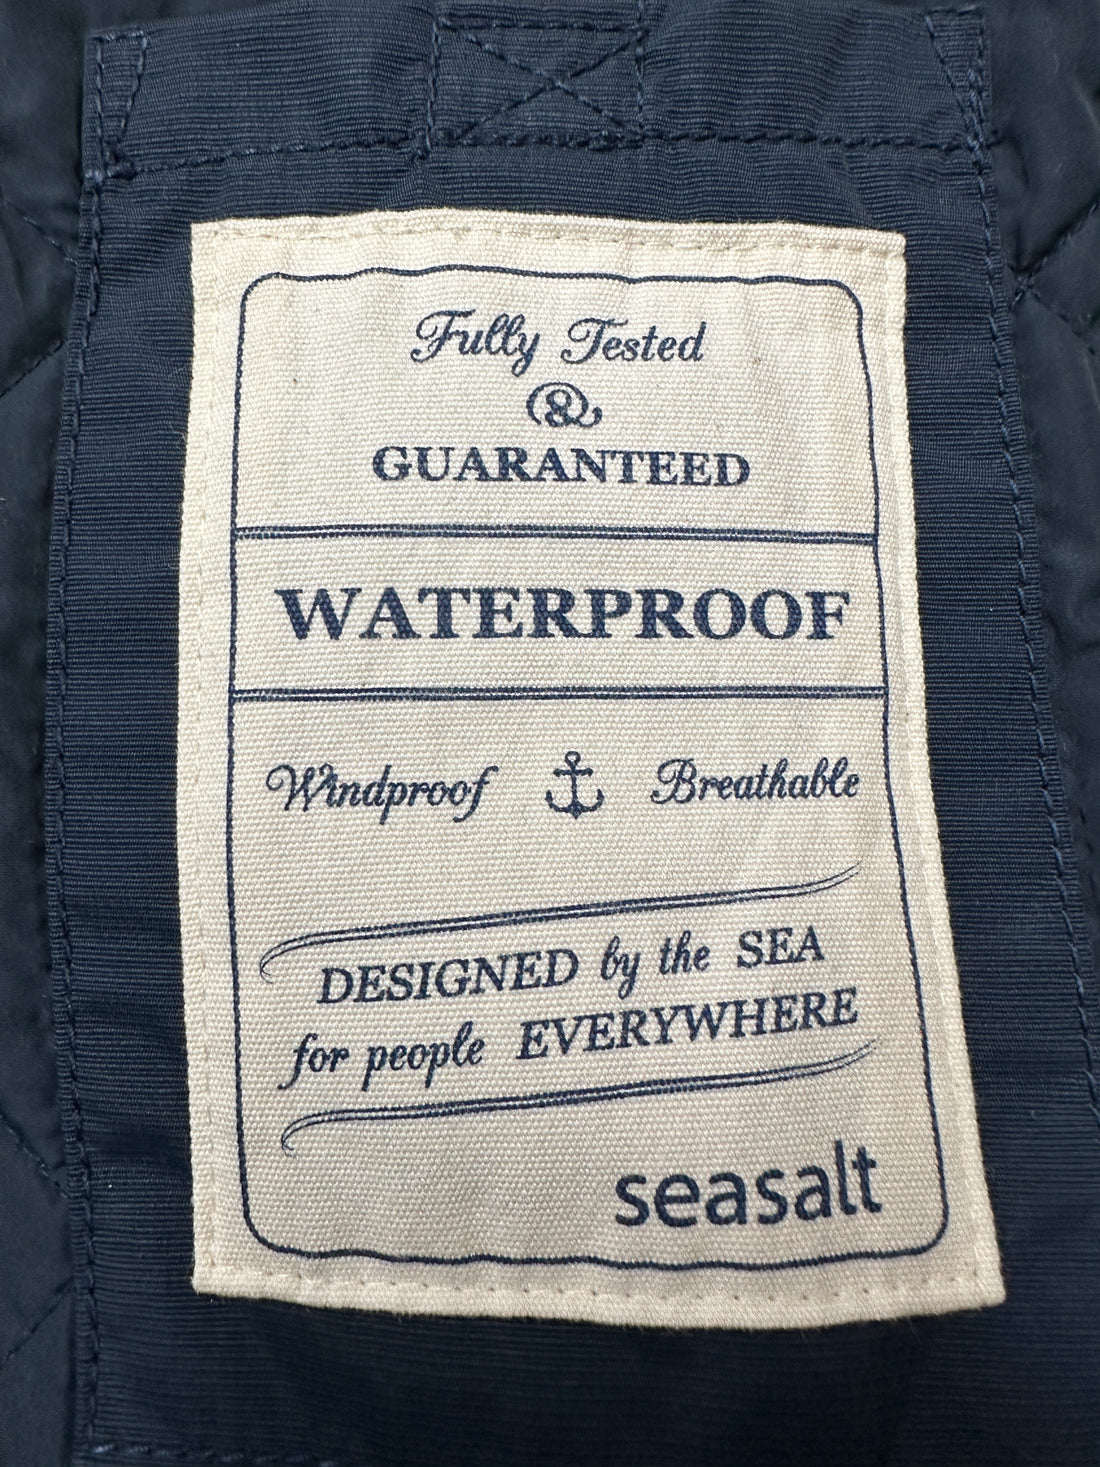 Fully Tested
&
GUARANTEED
WATERPROOF
Windproof Breathable
DESIGNED by the SEA
for people EVERYWHERE
seasalt